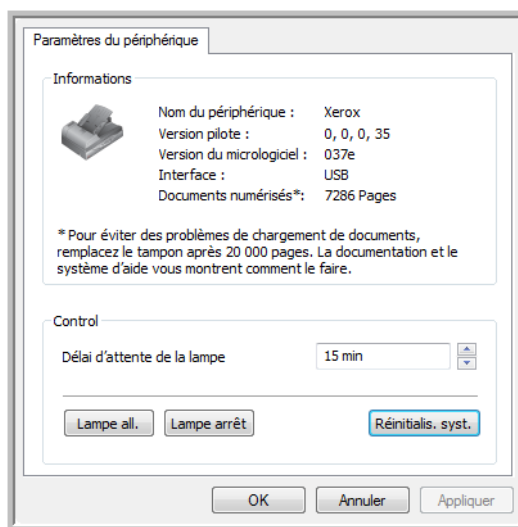 Paramètres du périphérique
Informations
Nom du périphérique : Xerox
Version pilote : 0, 0, 0, 35
Version du micrologiciel : 037e
Interface : USB
Documents numérisés*: 7286 Pages
* Pour éviter des problèmes de chargement de documents,
remplacez le tampon après 20 000 pages. La documentation et le
système d'aide vous montrent comment le faire.
Control
Délai d'attente de la lampe 15 min
Lampe all. Lampe arrêt Réinitialis. syst.
OK Annuler Appliquer